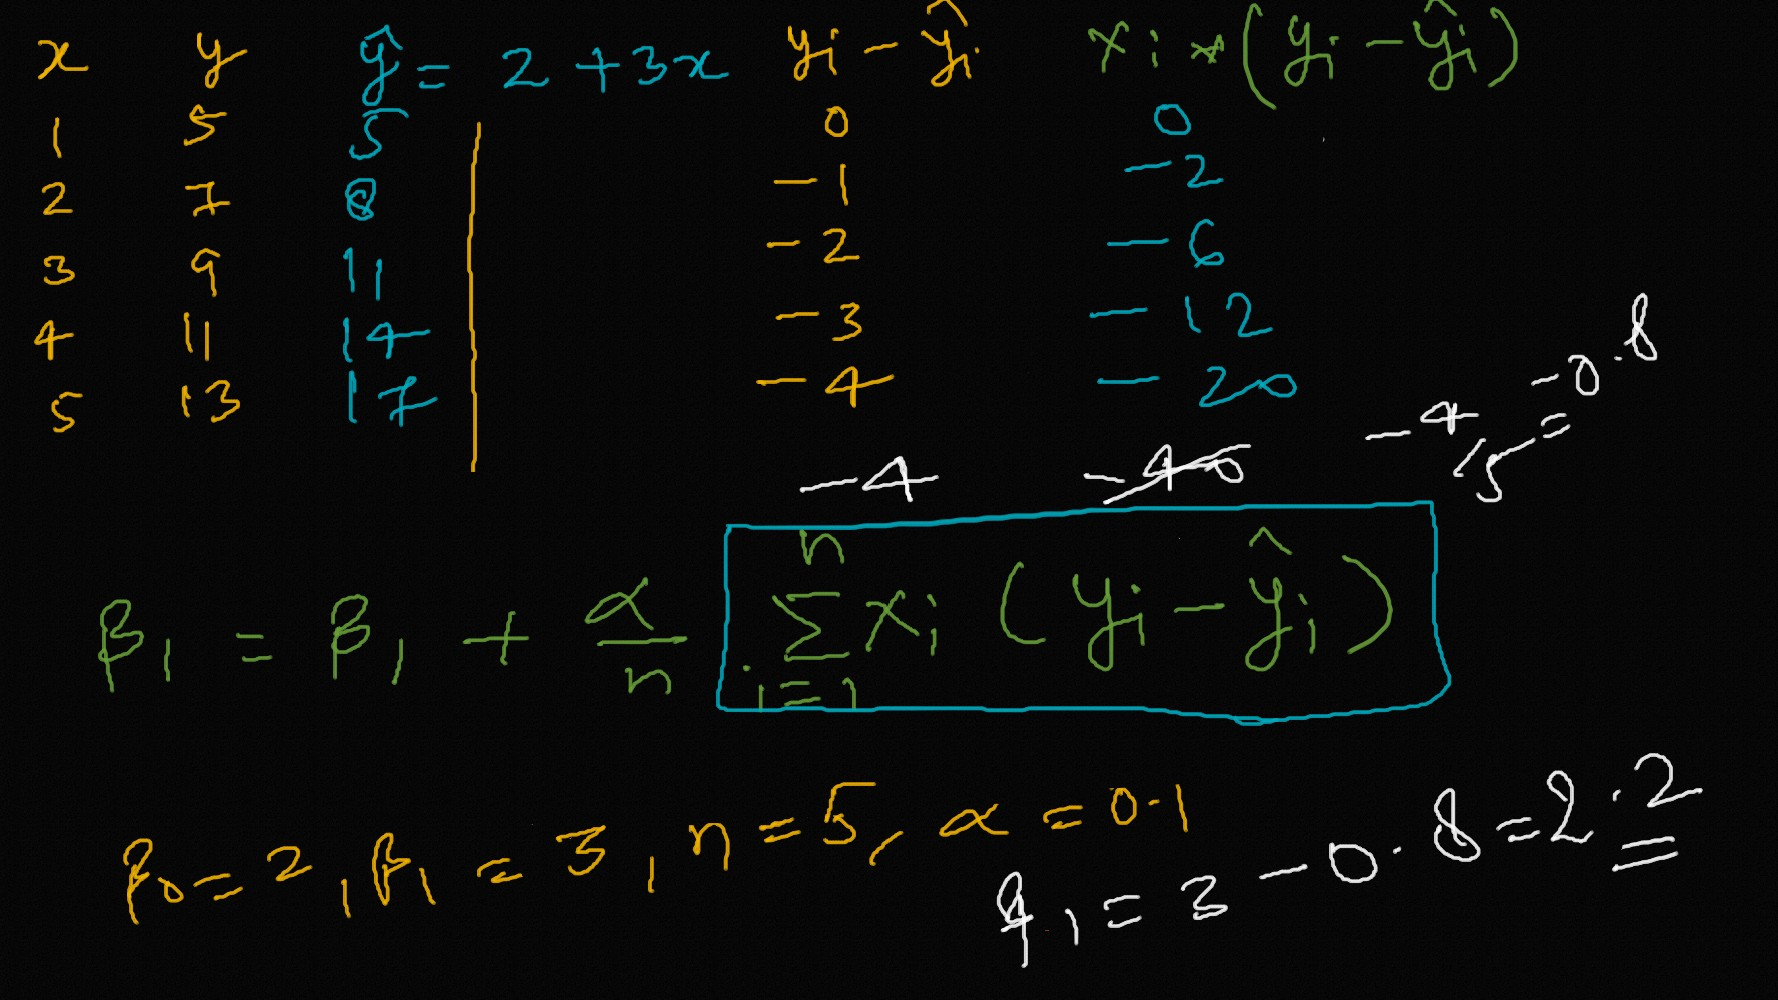 x y ŷ = 2 + 3x yᵢ - ŷᵢ xᵢ * (yᵢ - ŷᵢ)
1 5 5 0 0
2 7 8 -1 -2
3 9 11 -2 -6
4 11 14 -3 -12
5 13 17 -4 -20
-4 -40 -4/5 = -0.8
β₁ = β₁ + α/n . Σ i=1 n xᵢ (yᵢ - ŷᵢ)
β₀ = 2, β₁ = 3, n = 5, α = 0.1
β₁ = 3 - 0.8 = 2.2